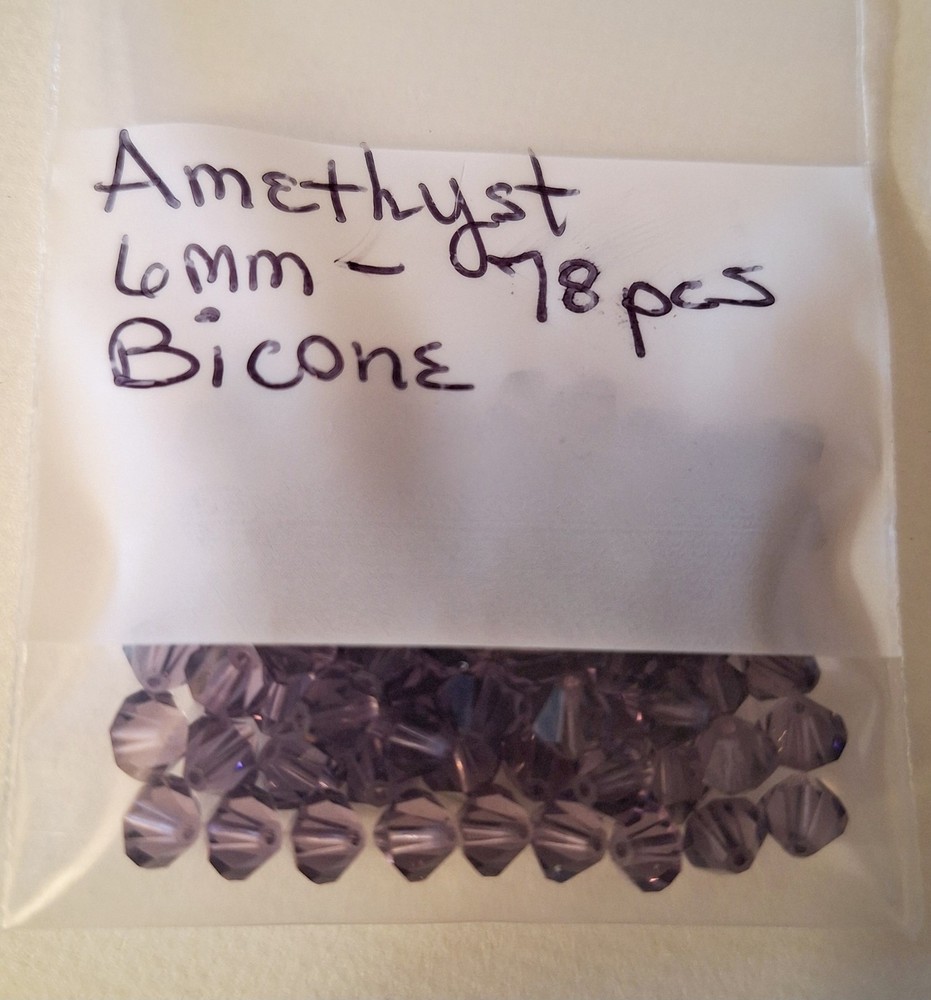 Amethyst
6mm - 78 pcs
Bicone